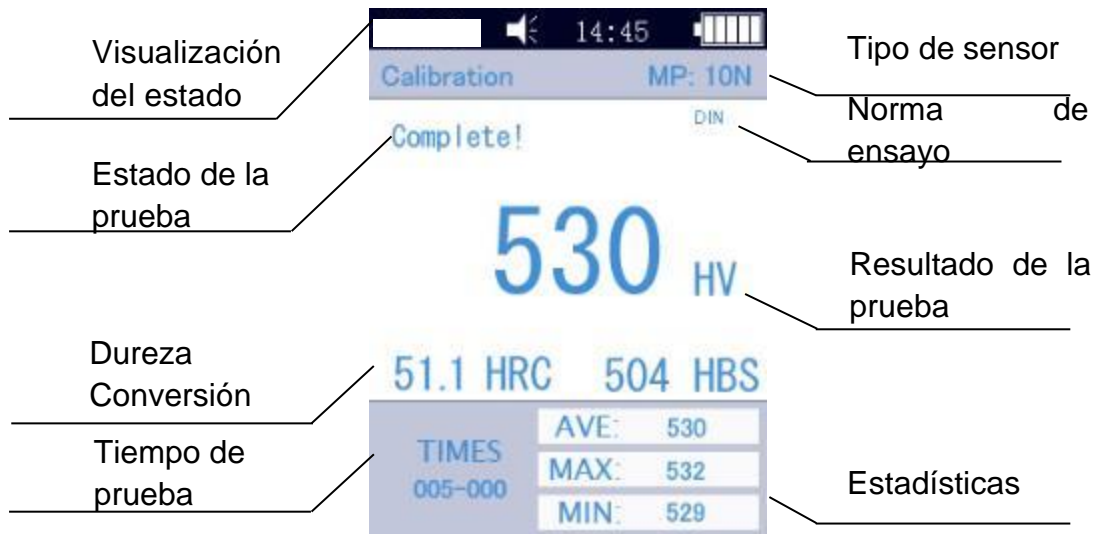 Visualización
del estado
Estado de la
prueba
Dureza
Conversión
Tiempo de
prueba
14:45
Calibration MP: 10N
DIN
Complete!
530 HV
51.1 HRC 504 HBS
TIMES
005-000
AVE: 530
MAX: 532
MIN: 529
Tipo de sensor
Norma de
ensayo
Resultado de la
prueba
Estadísticas